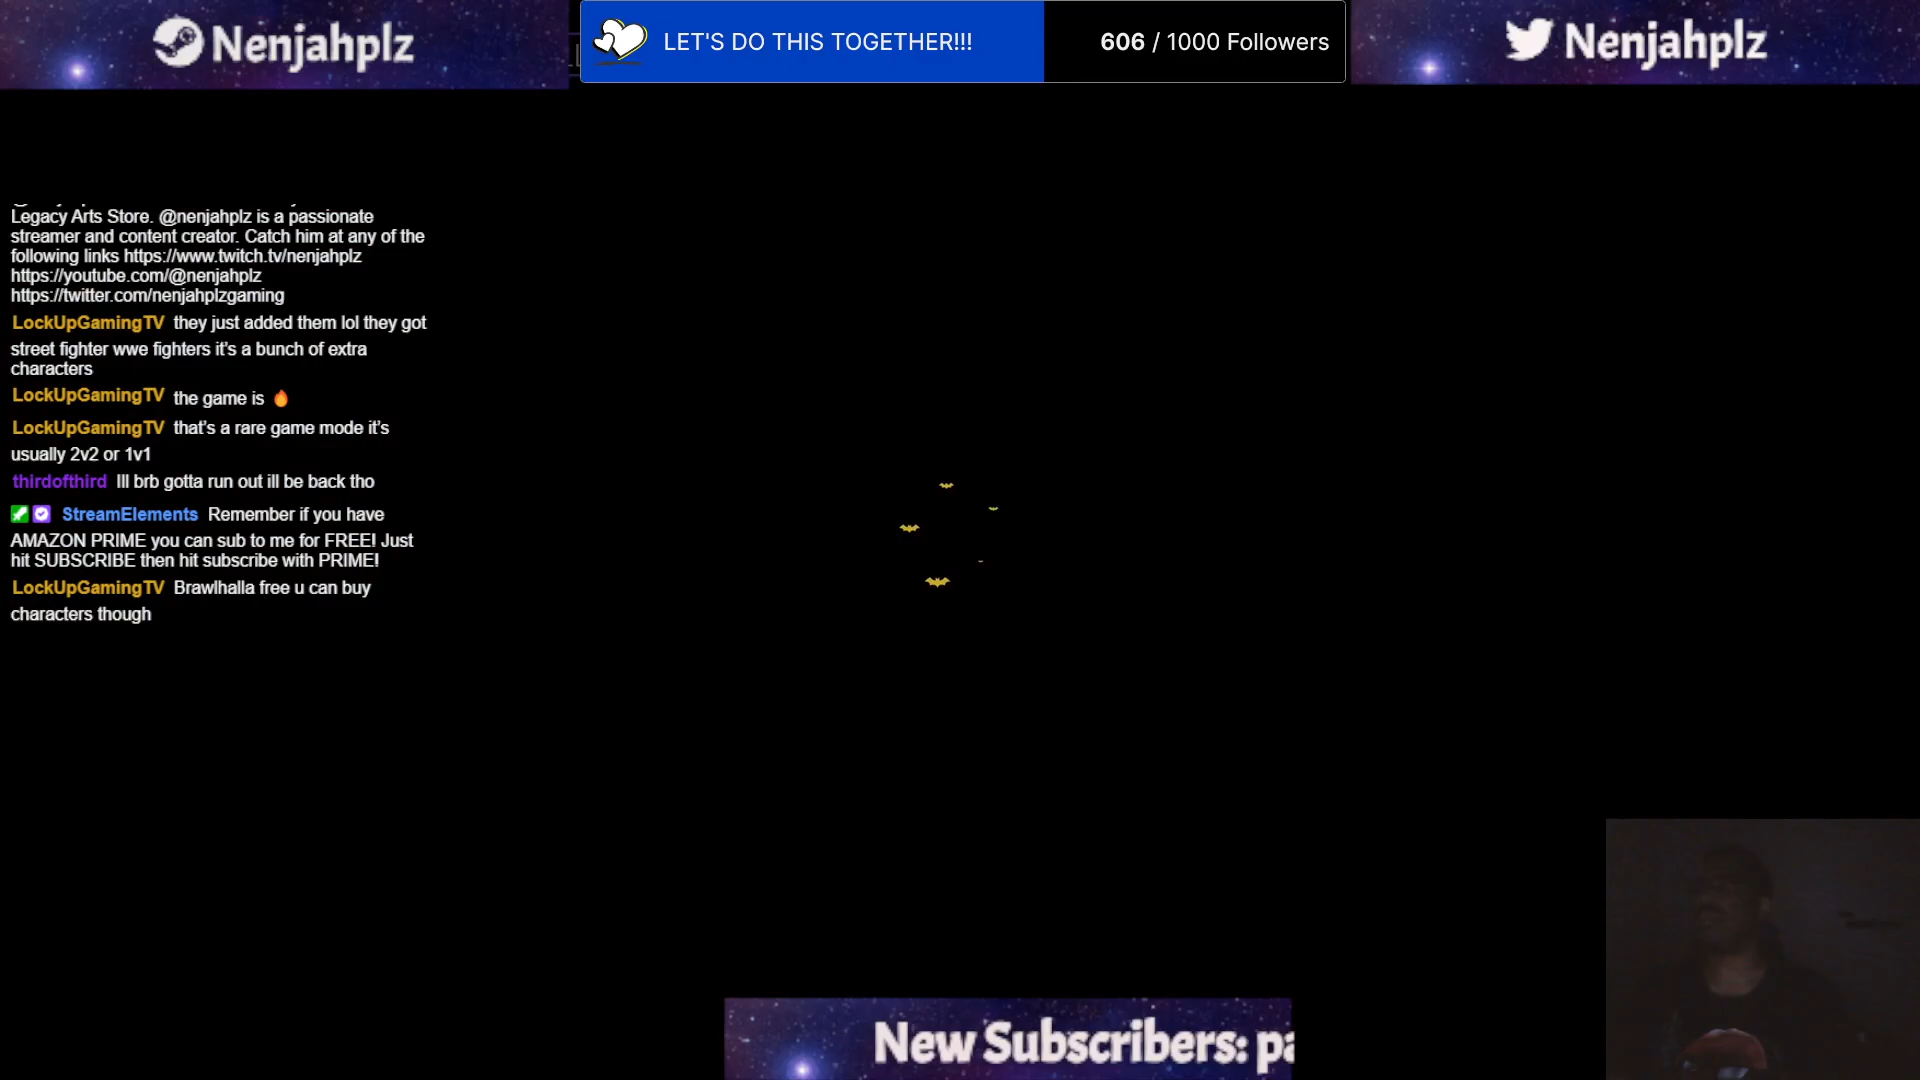 Nenjahplz
LET'S DO THIS TOGETHER!!!
606 / 1000 Followers
Nenjahplz
Legacy Arts Store. @nenjahplz is a passionate
streamer and content creator. Catch him at any of the
following links https://www.twitch.tv/nenjahplz
https://youtube.com/@nenjahplz
https://twitter.com/nenjahplzgaming
LockUpGamingTV they just added them lol they got
street fighter wwe fighters it's a bunch of extra
characters
LockUpGamingTV the game is 🔥
LockUpGamingTV that's a rare game mode it's
usually 2v2 or 1v1
thirdofthird Ill brb gotta run out ill be back tho
StreamElements Remember if you have
AMAZON PRIME you can sub to me for FREE! Just
hit SUBSCRIBE then hit subscribe with PRIME!
LockUpGamingTV Brawlhalla free u can buy
characters though
New Subscribers: